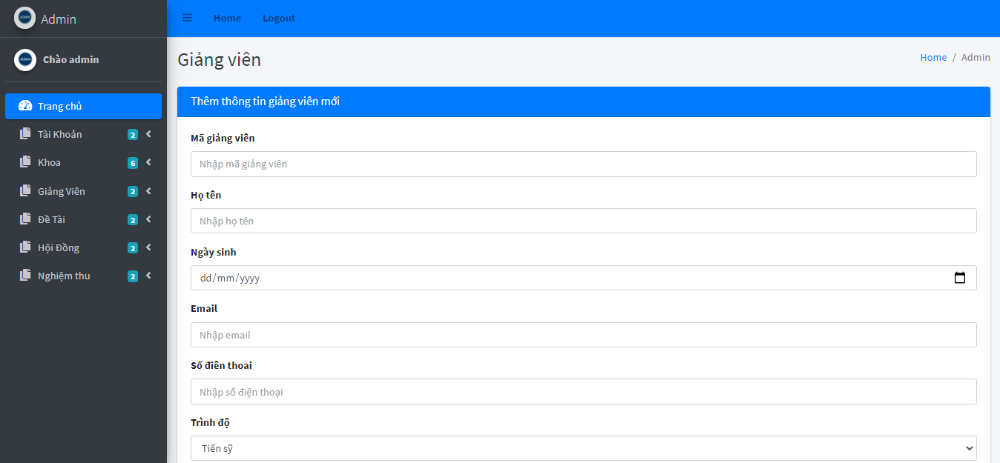 Admin
Home Logout
Chào admin
Giảng viên
Home / Admin
Trang chủ
Tài Khoản 2
Khoa 6
Giảng Viên 2
Đề Tài 2
Hội Đồng 2
Nghiệm thu 2
Thêm thông tin giảng viên mới
Mã giảng viên
Nhập mã giảng viên
Họ tên
Nhập họ tên
Ngày sinh
dd/mm/yyyy
Email
Nhập email
Số điên thoai
Nhập số điện thoại
Trình độ
Tiến sỹ